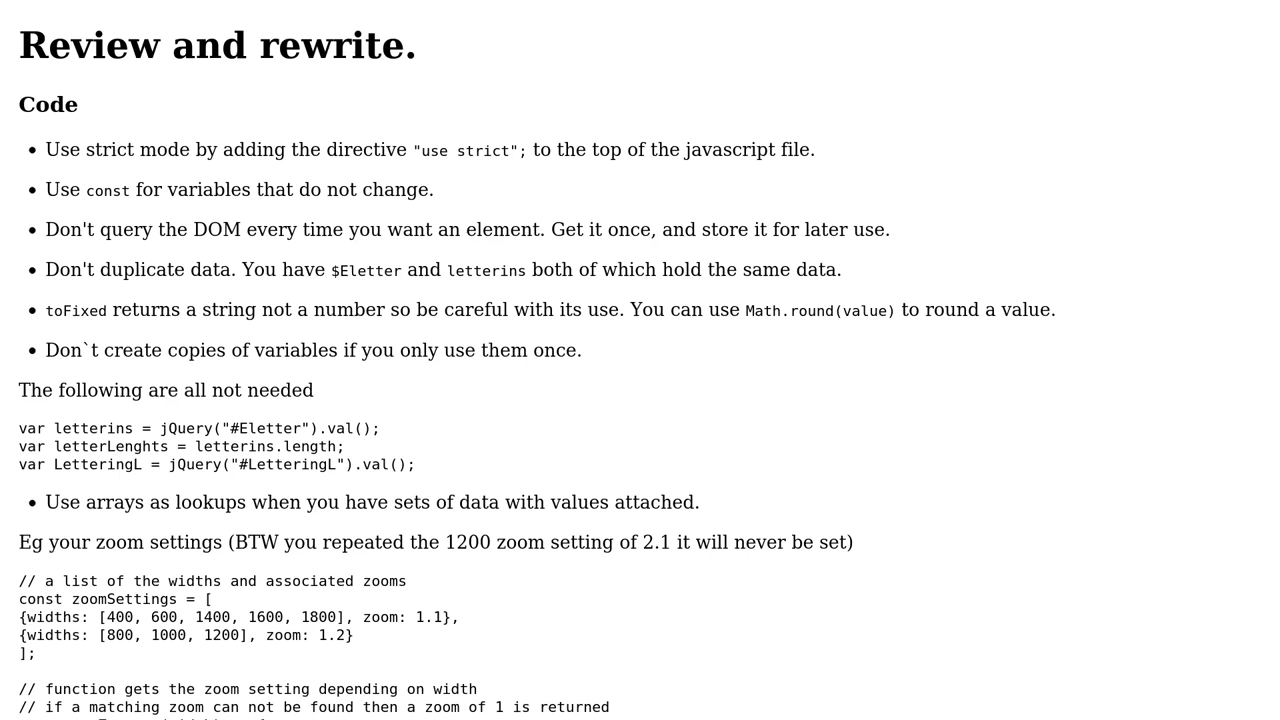 Review and rewrite.
Code
Use strict mode by adding the directive "use strict"; to the top of the javascript file.
Use const for variables that do not change.
Don't query the DOM every time you want an element. Get it once, and store it for later use.
Don't duplicate data. You have $Eletter and letterins both of which hold the same data.
toFixed returns a string not a number so be careful with its use. You can use Math.round(value) to round a value.
Don`t create copies of variables if you only use them once.
The following are all not needed
var letterins = jQuery("#Eletter").val();
var letterLenghts = letterins.length;
var LetteringL = jQuery("#LetteringL").val();
Use arrays as lookups when you have sets of data with values attached.
Eg your zoom settings (BTW you repeated the 1200 zoom setting of 2.1 it will never be set)
// a list of the widths and associated zooms
const zoomSettings = [
{widths: [400, 600, 1400, 1600, 1800], zoom: 1.1},
{widths: [800, 1000, 1200], zoom: 1.2}
];
// function gets the zoom setting depending on width
// if a matching zoom can not be found then a zoom of 1 is returned